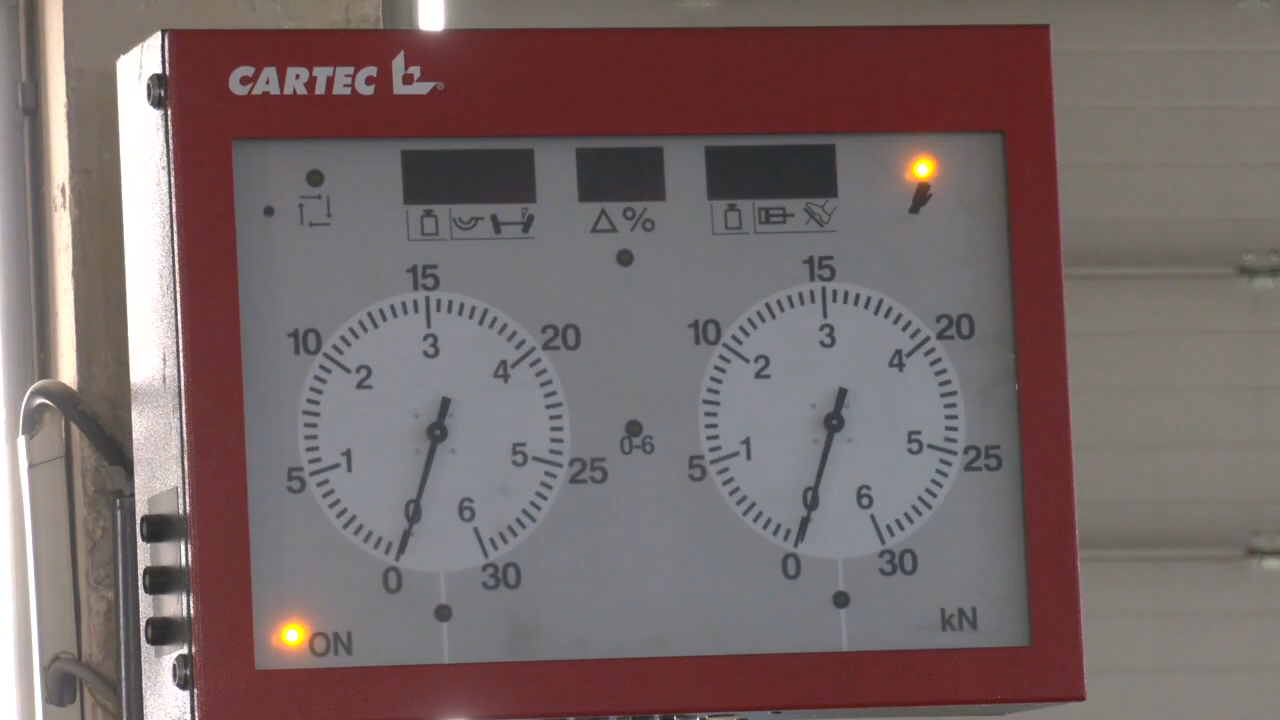 CARTEC ®
Δ%
15 15
10 20 10 20
3 3
2 4 2 4
1 5 1 5
5 25 5 25
0 6 0 6
0 30 0 30
0-6
ON
kN